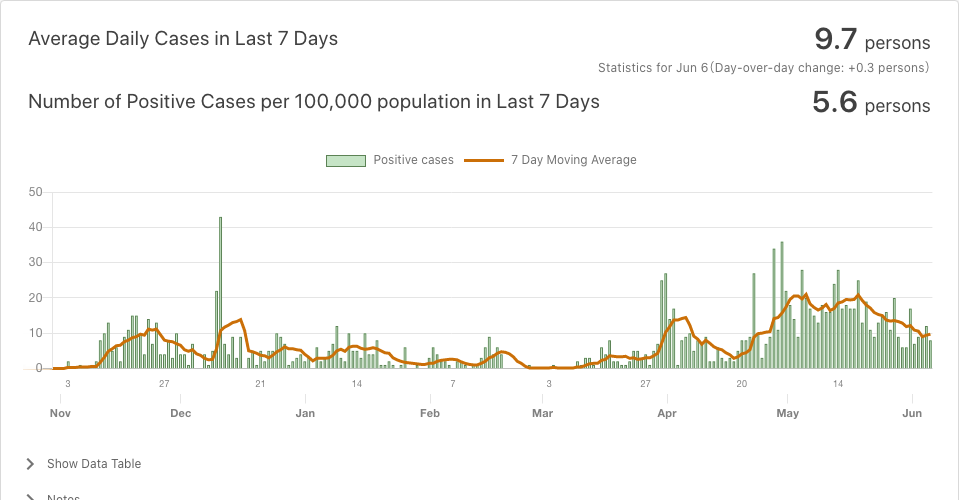 Average Daily Cases in Last 7 Days
9.7 persons
Statistics for Jun 6(Day-over-day change: +0.3 persons)
Number of Positive Cases per 100,000 population in Last 7 Days
5.6 persons
Positive cases 7 Day Moving Average
50
40
30
20
10
0
3 27 21 14 7 3 27 20 14
Nov Dec Jan Feb Mar Apr May Jun
Show Data Table
Notes